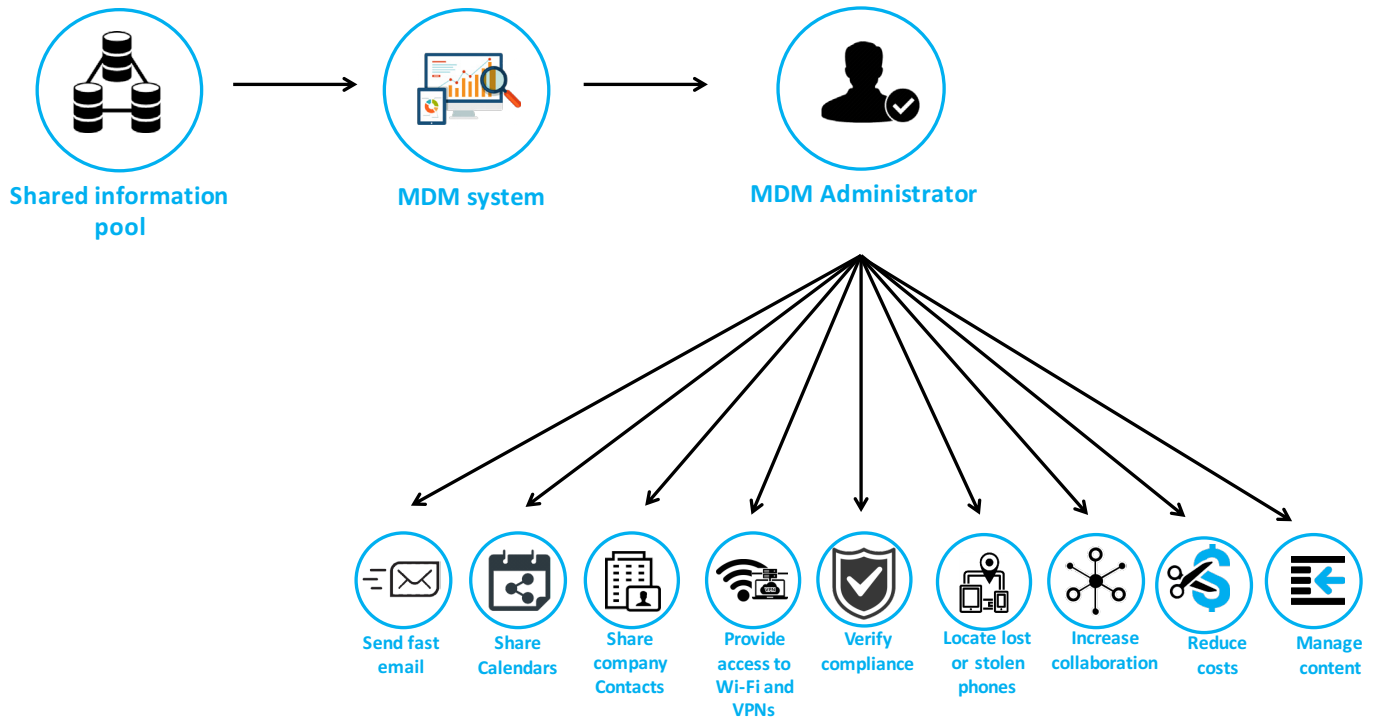 Shared information
pool
MDM system
MDM Administrator
VPN
Send fast
email
Share
Calendars
Share
company
Contacts
Provide
access to
Wi-Fi and
VPNs
Verify
compliance
Locate lost
or stolen
phones
Increase
collaboration
Reduce
costs
Manage
content